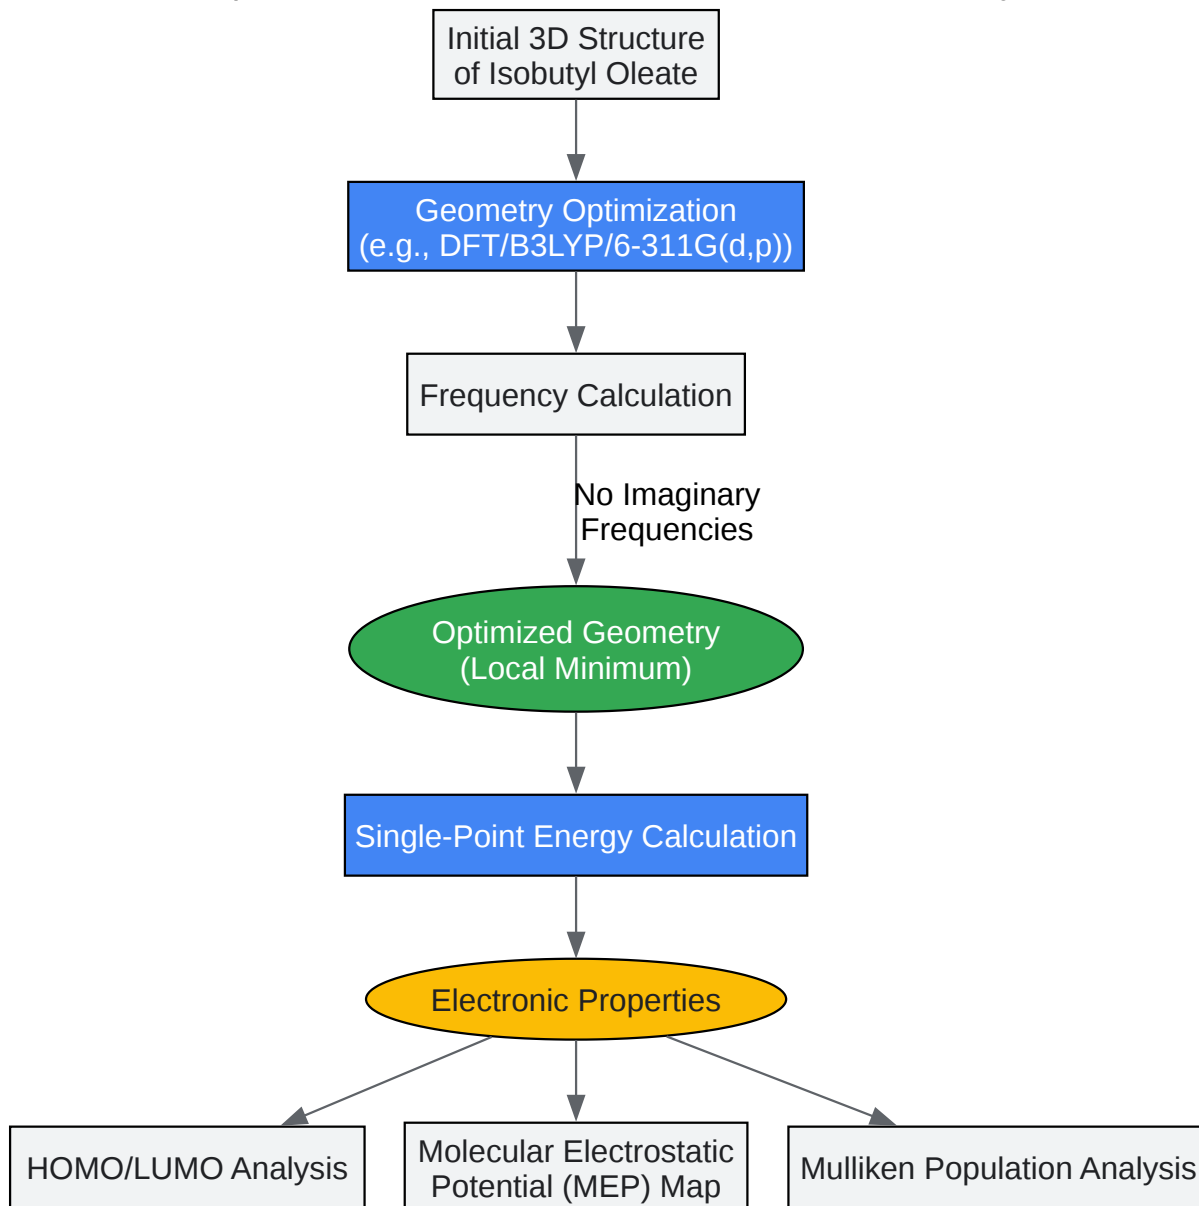 Initial 3D Structure
of Isobutyl Oleate
Geometry Optimization
(e.g., DFT/B3LYP/6-311G(d,p))
Frequency Calculation
No Imaginary
Frequencies
Optimized Geometry
(Local Minimum)
Single-Point Energy Calculation
Electronic Properties
HOMO/LUMO Analysis
Molecular Electrostatic
Potential (MEP) Map
Mulliken Population Analysis